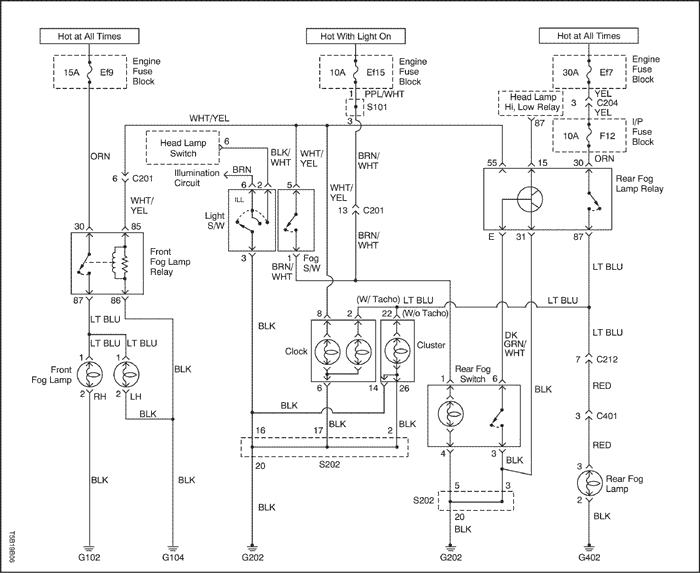 Hot at All Times
Hot With Light On
Hot at All Times
15A
Ef9
Engine
Fuse
Block
10A
Ef15
Engine
Fuse
Block
30A
Ef7
Engine
Fuse
Block
1
PPL/WHT
S101
3
YEL
3
C204
YEL
Head Lamp
Hi, Low Relay
87
10A
F12
I/P
Fuse
Block
ORN
WHT/YEL
Head Lamp
Switch
6
BLK/
WHT
WHT/
YEL
BRN/
WHT
ORN
6
C201
WHT/
YEL
Illumination
Circuit
BRN
6
2
5
ILL
Light
S/W
3
Fog
S/W
1
BRN/
WHT
WHT/
YEL
13
C201
BRN/
WHT
55
15
30
Rear Fog
Lamp Relay
E
31
87
30
85
Front
Fog Lamp
Relay
87
86
LT BLU
LT BLU
LT BLU
LT BLU
Front
Fog Lamp
1
1
2
RH
2
LH
BLK
BLK
BLK
BLK
BLK
(W/ Tacho)
LT BLU
LT BLU
8
2
22
(W/o Tacho)
Clock
Cluster
6
14
26
BLK
BLK
BLK
16
17
2
20
S202
BLK
LT BLU
LT BLU
DK
GRN/
WHT
BLK
Rear Fog
Switch
1
6
4
3
BLK
BLK
5
3
S202
20
BLK
7
C212
RED
3
C401
RED
3
Rear Fog
Lamp
2
BLK
G102
G104
G202
G202
G402
T5B19B06